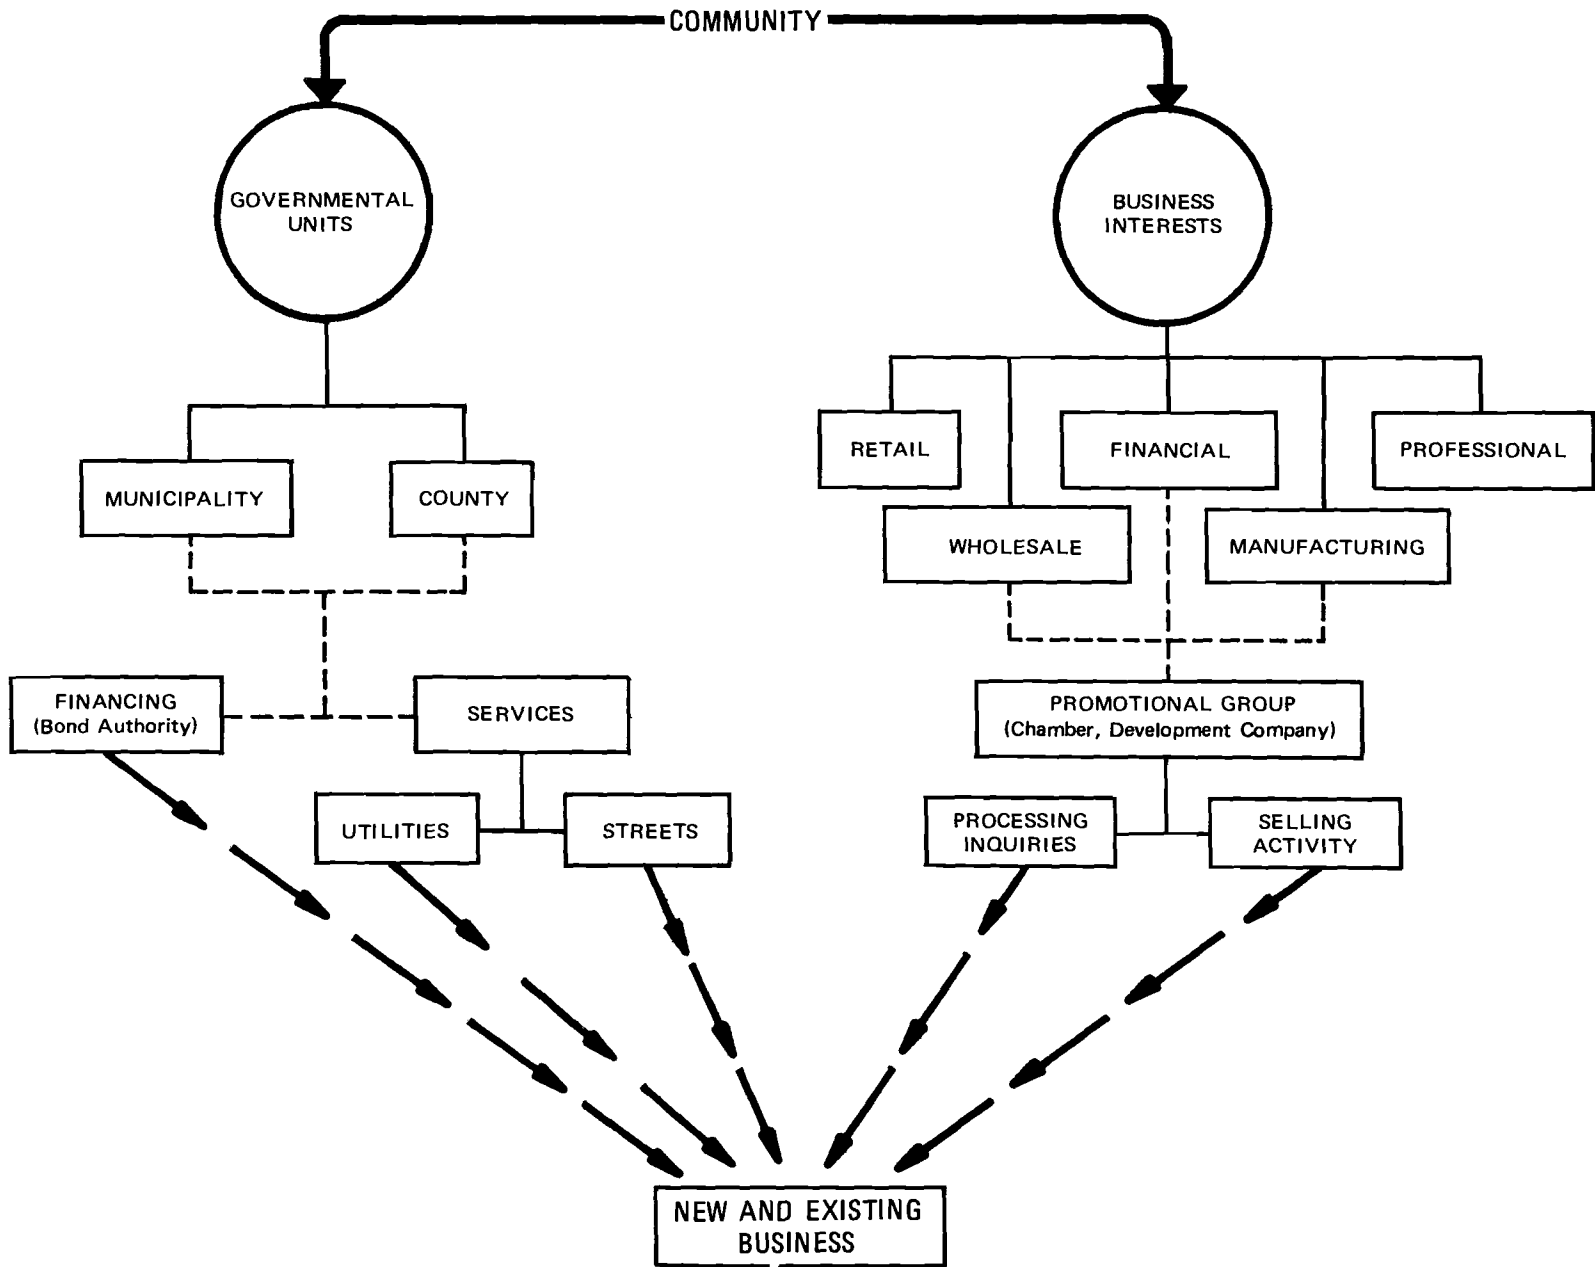 COMMUNITY
GOVERNMENTAL
UNITS
BUSINESS
INTERESTS
RETAIL
FINANCIAL
PROFESSIONAL
MUNICIPALITY
COUNTY
WHOLESALE
MANUFACTURING
FINANCING
(Bond Authority)
SERVICES
PROMOTIONAL GROUP
(Chamber, Development Company)
UTILITIES
STREETS
PROCESSING
INQUIRIES
SELLING
ACTIVITY
NEW AND EXISTING
BUSINESS